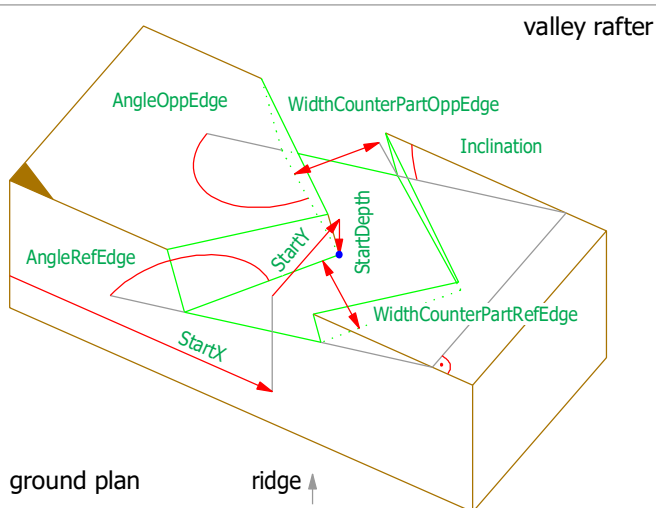 valley rafter
AngleOppEdge
WidthCounterPartOppEdge
Inclination
StartDepth
StartY
AngleRefEdge
WidthCounterPartRefEdge
StartX
ground plan
ridge